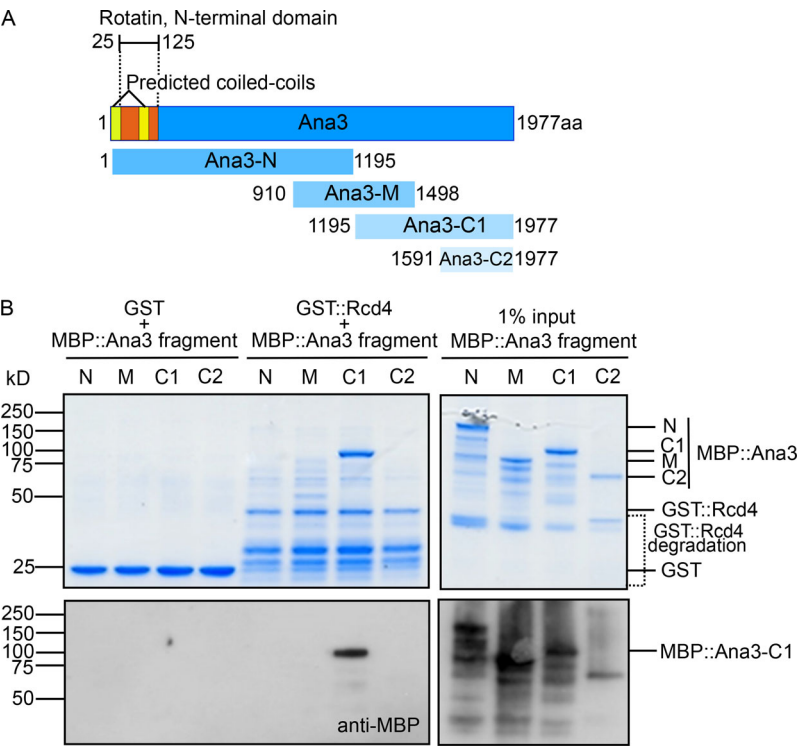 A
Rotatin, N-terminal domain
25 125
Predicted coiled-coils
1 Ana3 1977aa
1 Ana3-N 1195
910 Ana3-M 1498
1195 Ana3-C1 1977
1591 Ana3-C2 1977
B
GST
+
MBP::Ana3 fragment
GST::Rcd4
+
MBP::Ana3 fragment
1% input
MBP::Ana3 fragment
kD N M C1 C2 N M C1 C2 N M C1 C2
250
150
100
75
50
25
N
C1
M
C2
MBP::Ana3
GST::Rcd4
GST::Rcd4
degradation
GST
250
150
100
75
50
MBP::Ana3-C1
anti-MBP